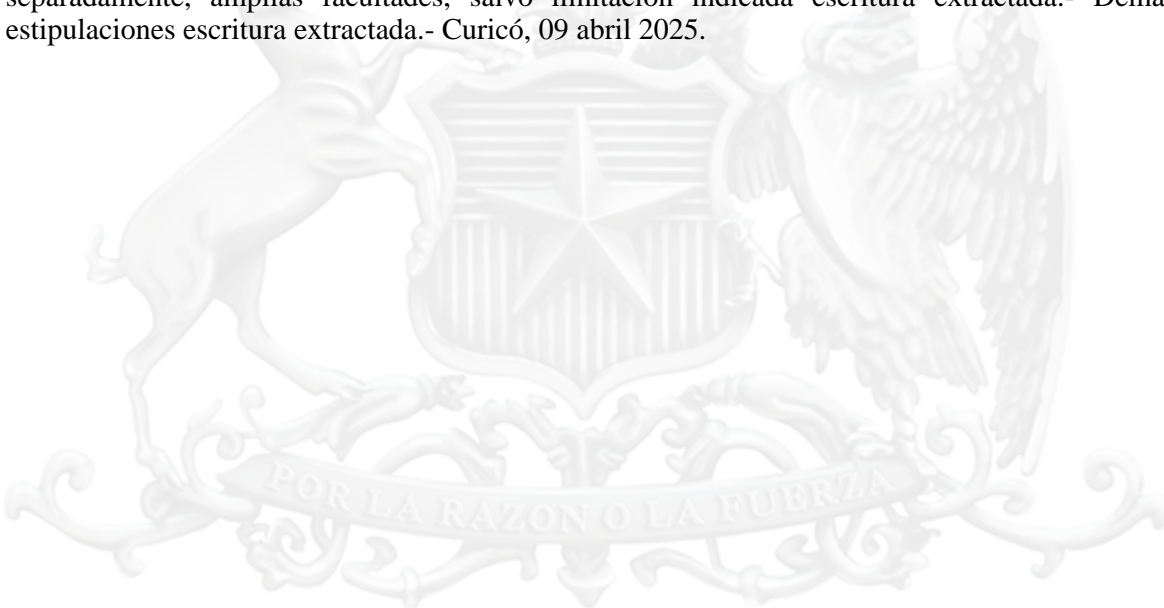 separadamente, amplias facultades, salvo limitación indicada escritura extractada.- Demá
estipulaciones escritura extractada.- Curicó, 09 abril 2025.
POR LA RAZON O LA FUERZA